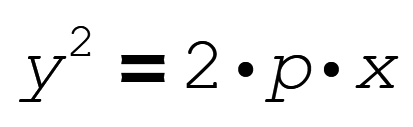 y² = 2·p·x